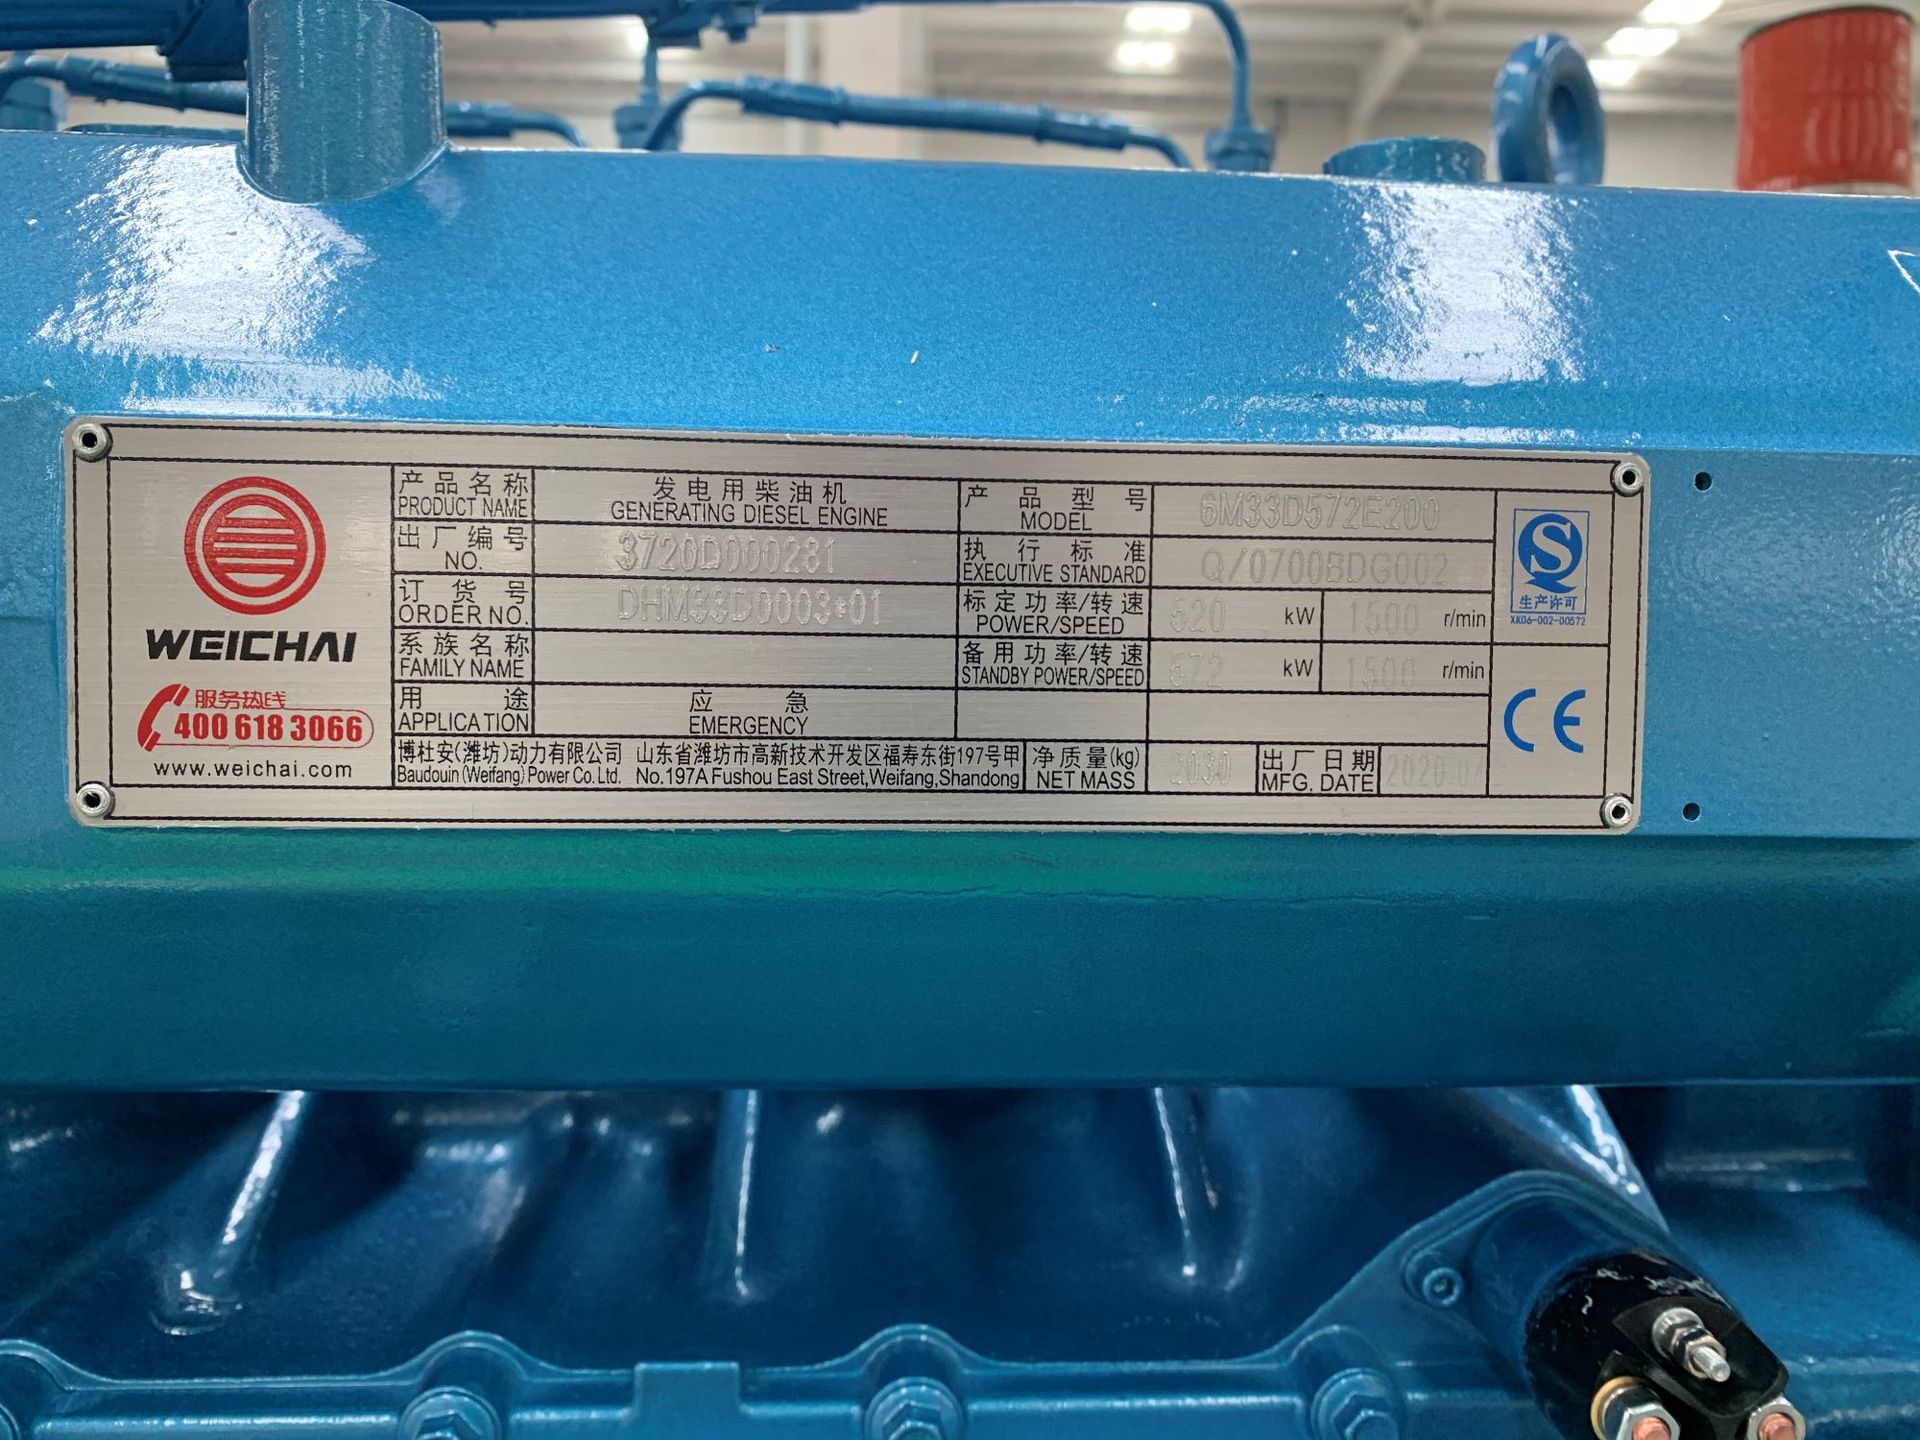 WEICHAI
服务热线
400 618 3066
www.weichai.com
产品名称 发电用柴油机 产品型号 6M33D572E200
PRODUCT NAME GENERATING DIESEL ENGINE MODEL
出厂编号 3720D000281 执行标准 Q/0700BDG002
NO. EXECUTIVE STANDARD
订货号 DHM33D0003*01 标定功率/转速 520 kW 1500 r/min
ORDER NO. POWER/SPEED
系族名称 备用功率/转速 572 kW 1500 r/min
FAMILY NAME STANDBY POWER/SPEED
用途 应急
APPLICATION EMERGENCY
博杜安(潍坊)动力有限公司 山东省潍坊市高新技术开发区福寿东街197号甲 净质量(kg) 2030 出厂日期
Baudouin (Weifang) Power Co. Ltd. No.197A Fushou East Street,Weifang,Shandong NET MASS MFG. DATE
S
生产许可
XK06-002-00572
CE